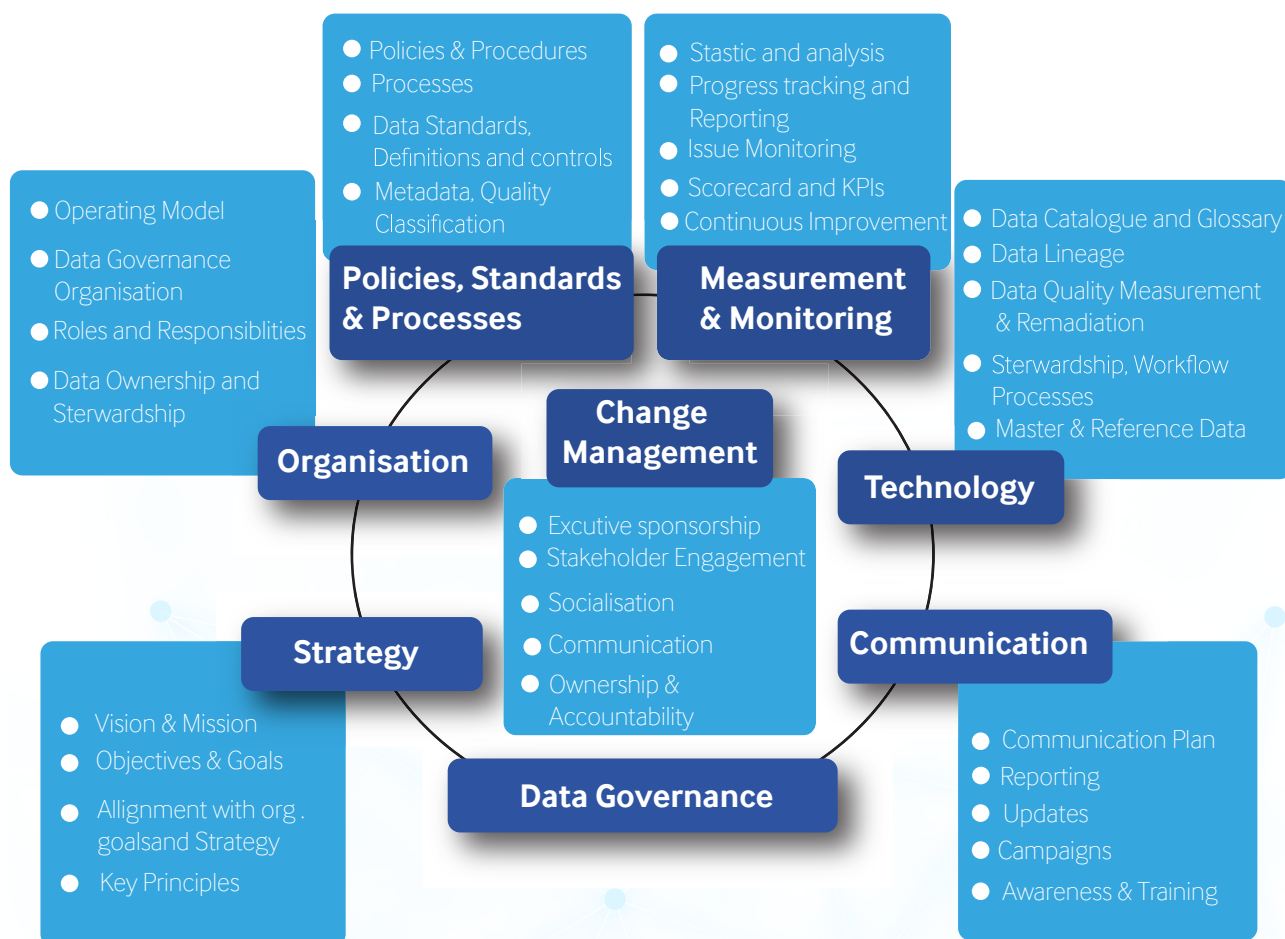 Policies & Procedures
Processes
Data Standards,
Definitions and controls
Metadata, Quality
Classification
Policies, Standards
& Processes
Stastic and analysis
Progress tracking and
Reporting
Issue Monitoring
Scorecard and KPIs
Continuous Improvement
Measurement
& Monitoring
Operating Model
Data Governance
Organisation
Roles and Responsiblities
Data Ownership and
Sterwardship
Organisation
Data Catalogue and Glossary
Data Lineage
Data Quality Measurement
& Remadiation
Sterwardship, Workflow
Processes
Master & Reference Data
Technology
Change
Management
Excutive sponsorship
Stakeholder Engagement
Socialisation
Communication
Ownership &
Accountability
Strategy
Vision & Mission
Objectives & Goals
Allignment with org .
goalsand Strategy
Key Principles
Communication
Communication Plan
Reporting
Updates
Campaigns
Awareness & Training
Data Governance